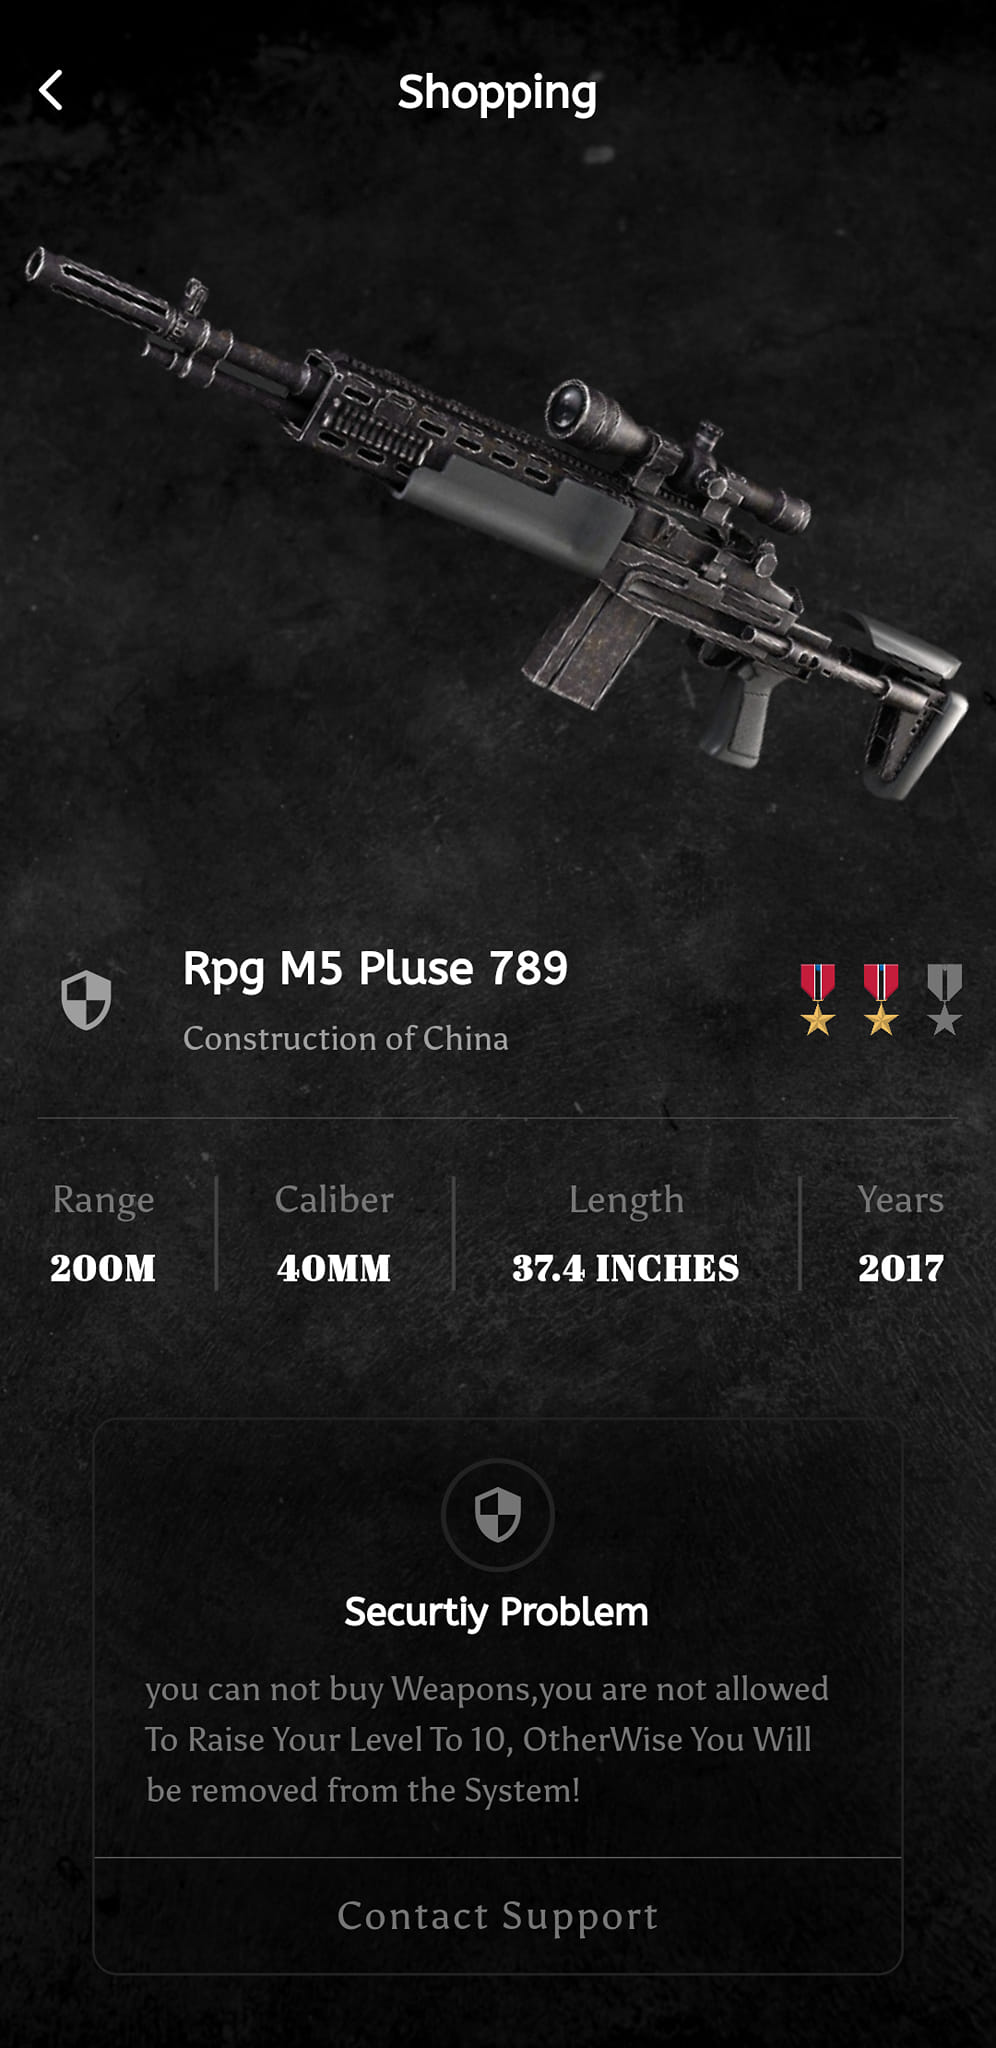 Shopping
Rpg M5 Pluse 789
Construction of China
Range
Caliber
Length
Years
200M
40MM
37.4 INCHES
2017
Securtiy Problem
you can not buy Weapons,you are not allowed
To Raise Your Level To 10, OtherWise You Will
be removed from the System!
Contact Support